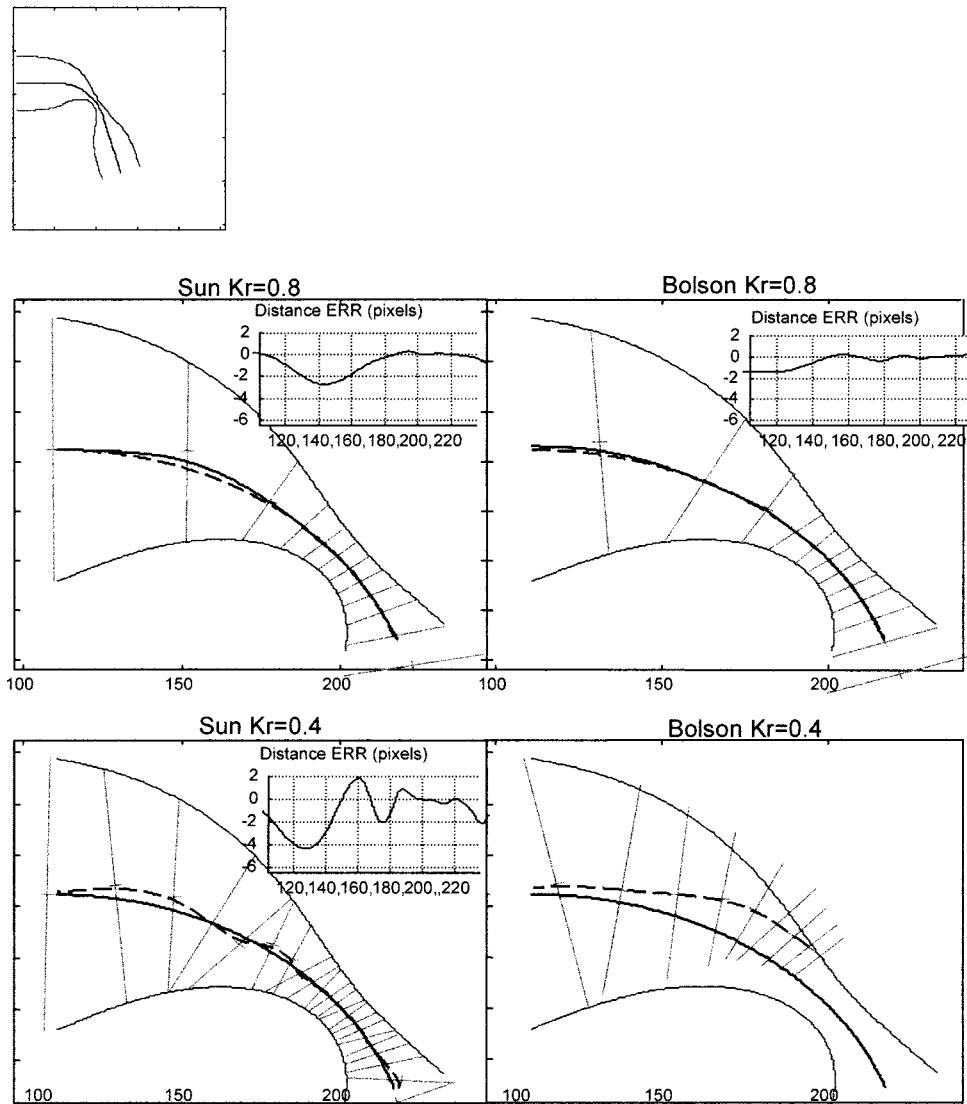 Sun Kr=0.8
Distance ERR (pixels)
2
0
-2
-4
-6
120, 140, 160, 180, 200,, 220
100
150
200
Bolson Kr=0.8
Distance ERR (pixels)
2
0
-2
-4
-6
120, 140, 160, 180, 200, 220
100
150
200
Sun Kr=0.4
Distance ERR (pixels)
2
0
-2
-4
-6
120, 140, 160, 180, 200,, 220
100
200
Bolson Kr=0.4
100
200